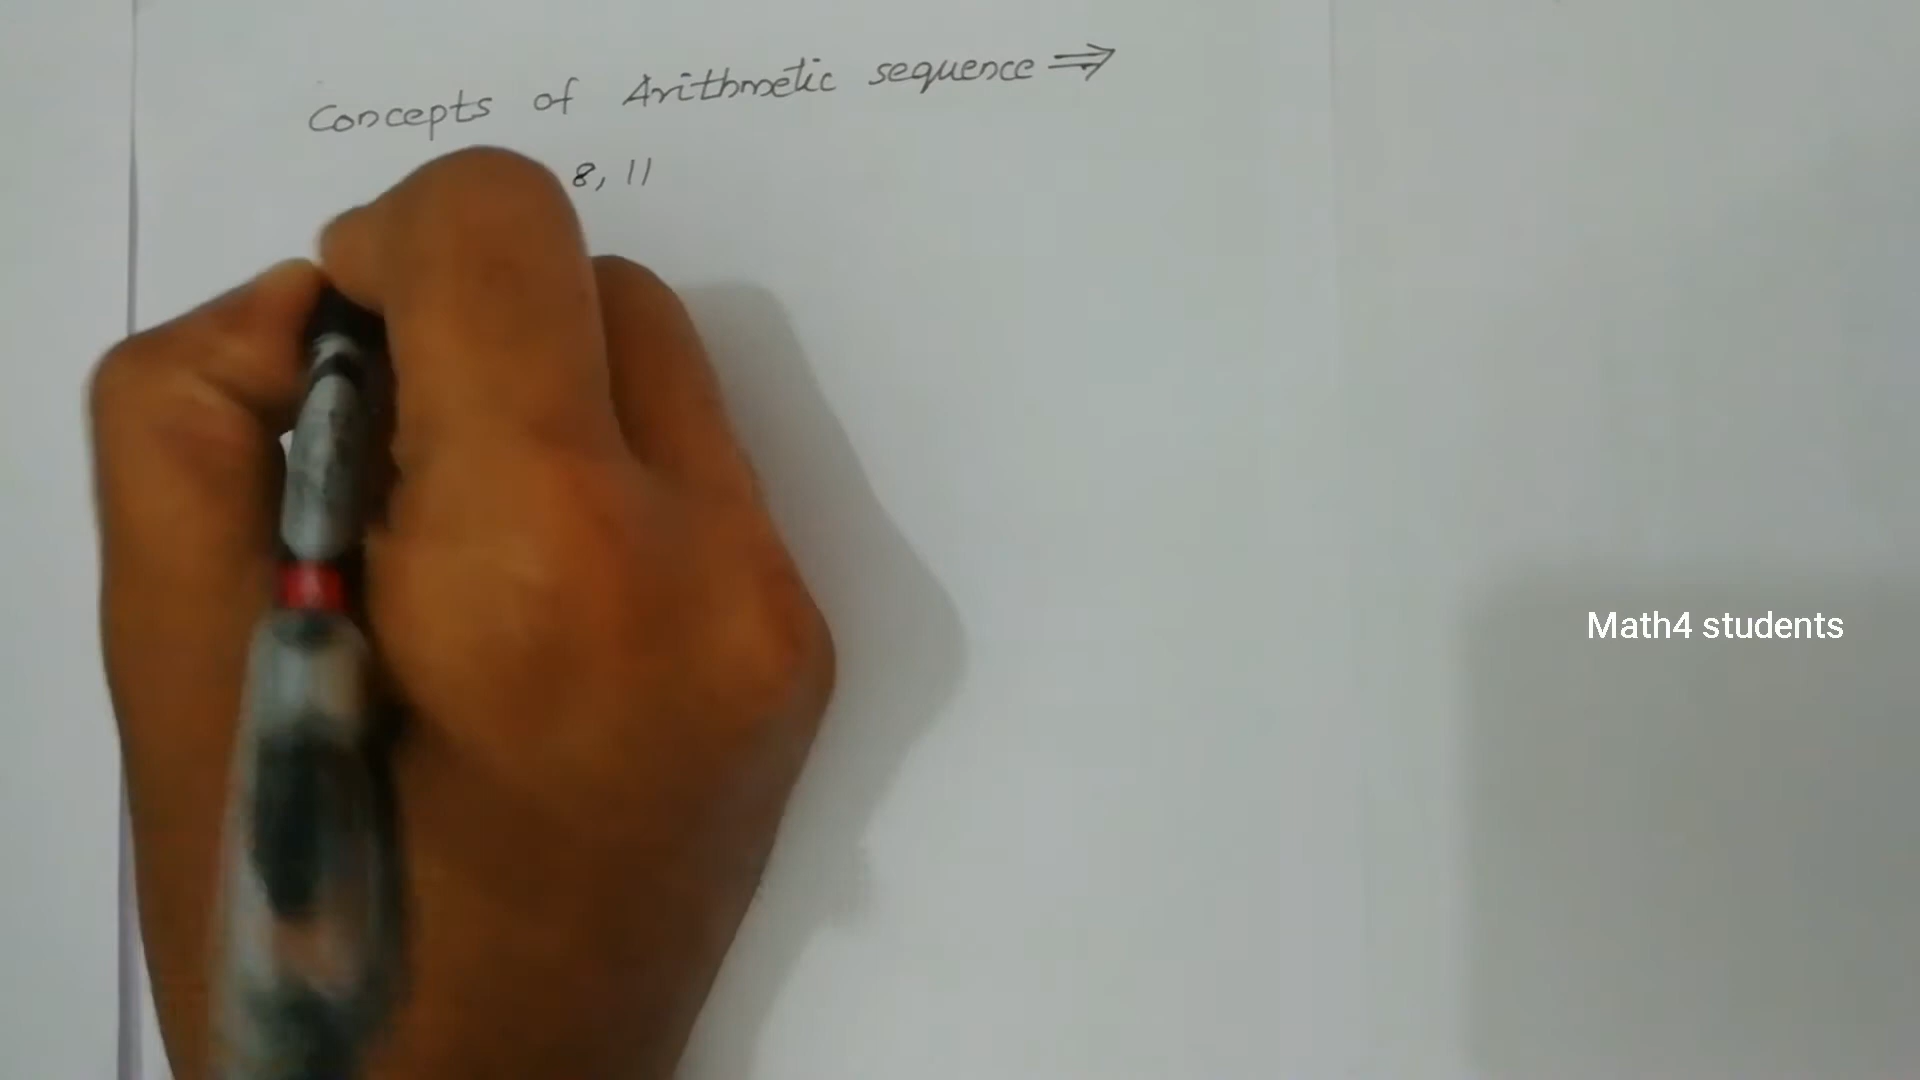 Concepts of Arithmetic sequence ⇒
8, 11
Math4 students